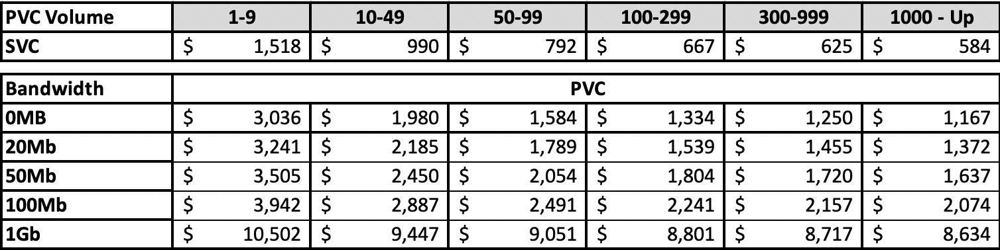 PVC Volume 1-9 10-49 50-99 100-299 300-999 1000 - Up
SVC $ 1,518 $ 990 $ 792 $ 667 $ 625 $ 584
Bandwidth PVC
0MB $ 3,036 $ 1,980 $ 1,584 $ 1,334 $ 1,250 $ 1,167
20Mb $ 3,241 $ 2,185 $ 1,789 $ 1,539 $ 1,455 $ 1,372
50Mb $ 3,505 $ 2,450 $ 2,054 $ 1,804 $ 1,720 $ 1,637
100Mb $ 3,942 $ 2,887 $ 2,491 $ 2,241 $ 2,157 $ 2,074
1Gb $ 10,502 $ 9,447 $ 9,051 $ 8,801 $ 8,717 $ 8,634